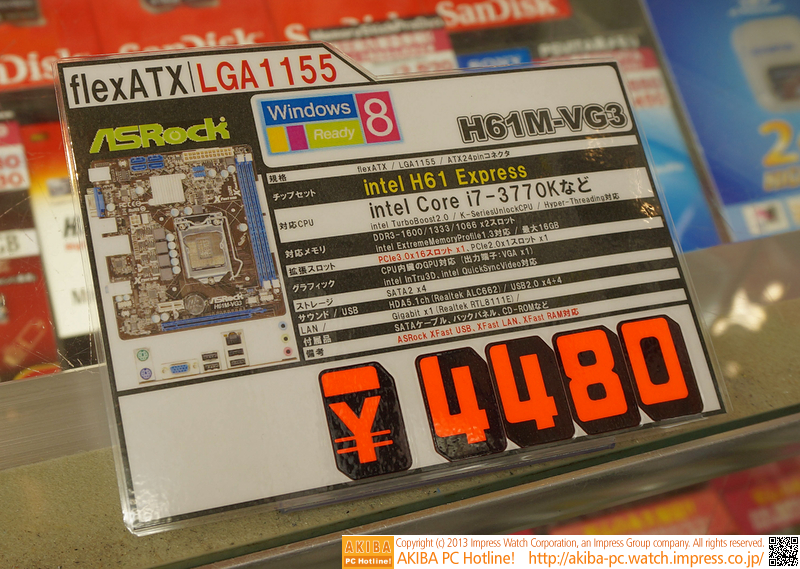 SanDisk
SanDisk
flexATX LGA1155
Windows 8
Ready
ASRock
H61M-VG3
規格 flexATX / LGA1155 / ATX24pinコネクタ
チップセット intel H61 Express
対応CPU intel Core i7-3770Kなど
intel TurboBoost2.0 / K-SeriesUnlockCPU / Hyper-Threading対応
対応メモリ DDR3-1600/1333/1066 x2スロット
Intel ExtremeMemoryProfile1.3対応 / 最大16GB
拡張スロット PCIe3.0x16スロット x1、PCIe2.0x1スロット x1
グラフィック CPU内蔵のGPU対応 (出力端子:VGA x1)
Intel InTru3D、intel QuickSyncVideo対応
ストレージ SATA2 x4
サウンド / USB HDA5.1ch(Realtek ALC662) / USB2.0 x4+4
LAN / Gigabit x1(Realtek RTL8111E) /
付属品 SATAケーブル、バックパネル、CD-ROMなど
備考 ASRock XFast USB、XFast LAN、XFast RAM対応
ASRock
H61M-VG3
¥4480
AKIBA
PC Hotline!
Copyright (c) 2013 Impress Watch Corporation, an Impress Group company. All rights reserved.
AKIBA PC Hotline! http://akiba-pc.watch.impress.co.jp/